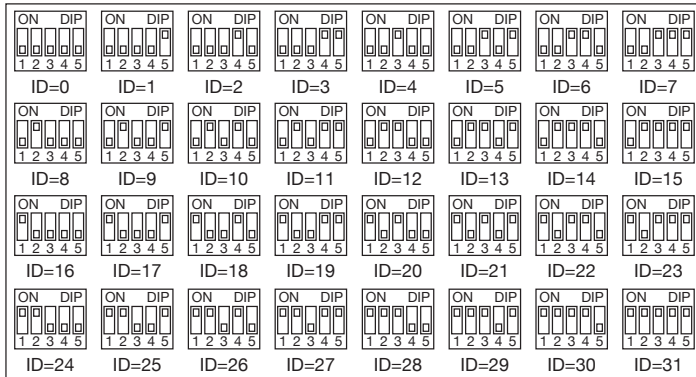 ON DIP ON DIP ON DIP ON DIP ON DIP ON DIP ON DIP ON DIP
1 2 3 4 5 1 2 3 4 5 1 2 3 4 5 1 2 3 4 5 1 2 3 4 5 1 2 3 4 5 1 2 3 4 5 1 2 3 4 5
ID=0 ID=1 ID=2 ID=3 ID=4 ID=5 ID=6 ID=7
ON DIP ON DIP ON DIP ON DIP ON DIP ON DIP ON DIP ON DIP
1 2 3 4 5 1 2 3 4 5 1 2 3 4 5 1 2 3 4 5 1 2 3 4 5 1 2 3 4 5 1 2 3 4 5 1 2 3 4 5
ID=8 ID=9 ID=10 ID=11 ID=12 ID=13 ID=14 ID=15
ON DIP ON DIP ON DIP ON DIP ON DIP ON DIP ON DIP ON DIP
1 2 3 4 5 1 2 3 4 5 1 2 3 4 5 1 2 3 4 5 1 2 3 4 5 1 2 3 4 5 1 2 3 4 5 1 2 3 4 5
ID=16 ID=17 ID=18 ID=19 ID=20 ID=21 ID=22 ID=23
ON DIP ON DIP ON DIP ON DIP ON DIP ON DIP ON DIP ON DIP
1 2 3 4 5 1 2 3 4 5 1 2 3 4 5 1 2 3 4 5 1 2 3 4 5 1 2 3 4 5 1 2 3 4 5 1 2 3 4 5
ID=24 ID=25 ID=26 ID=27 ID=28 ID=29 ID=30 ID=31